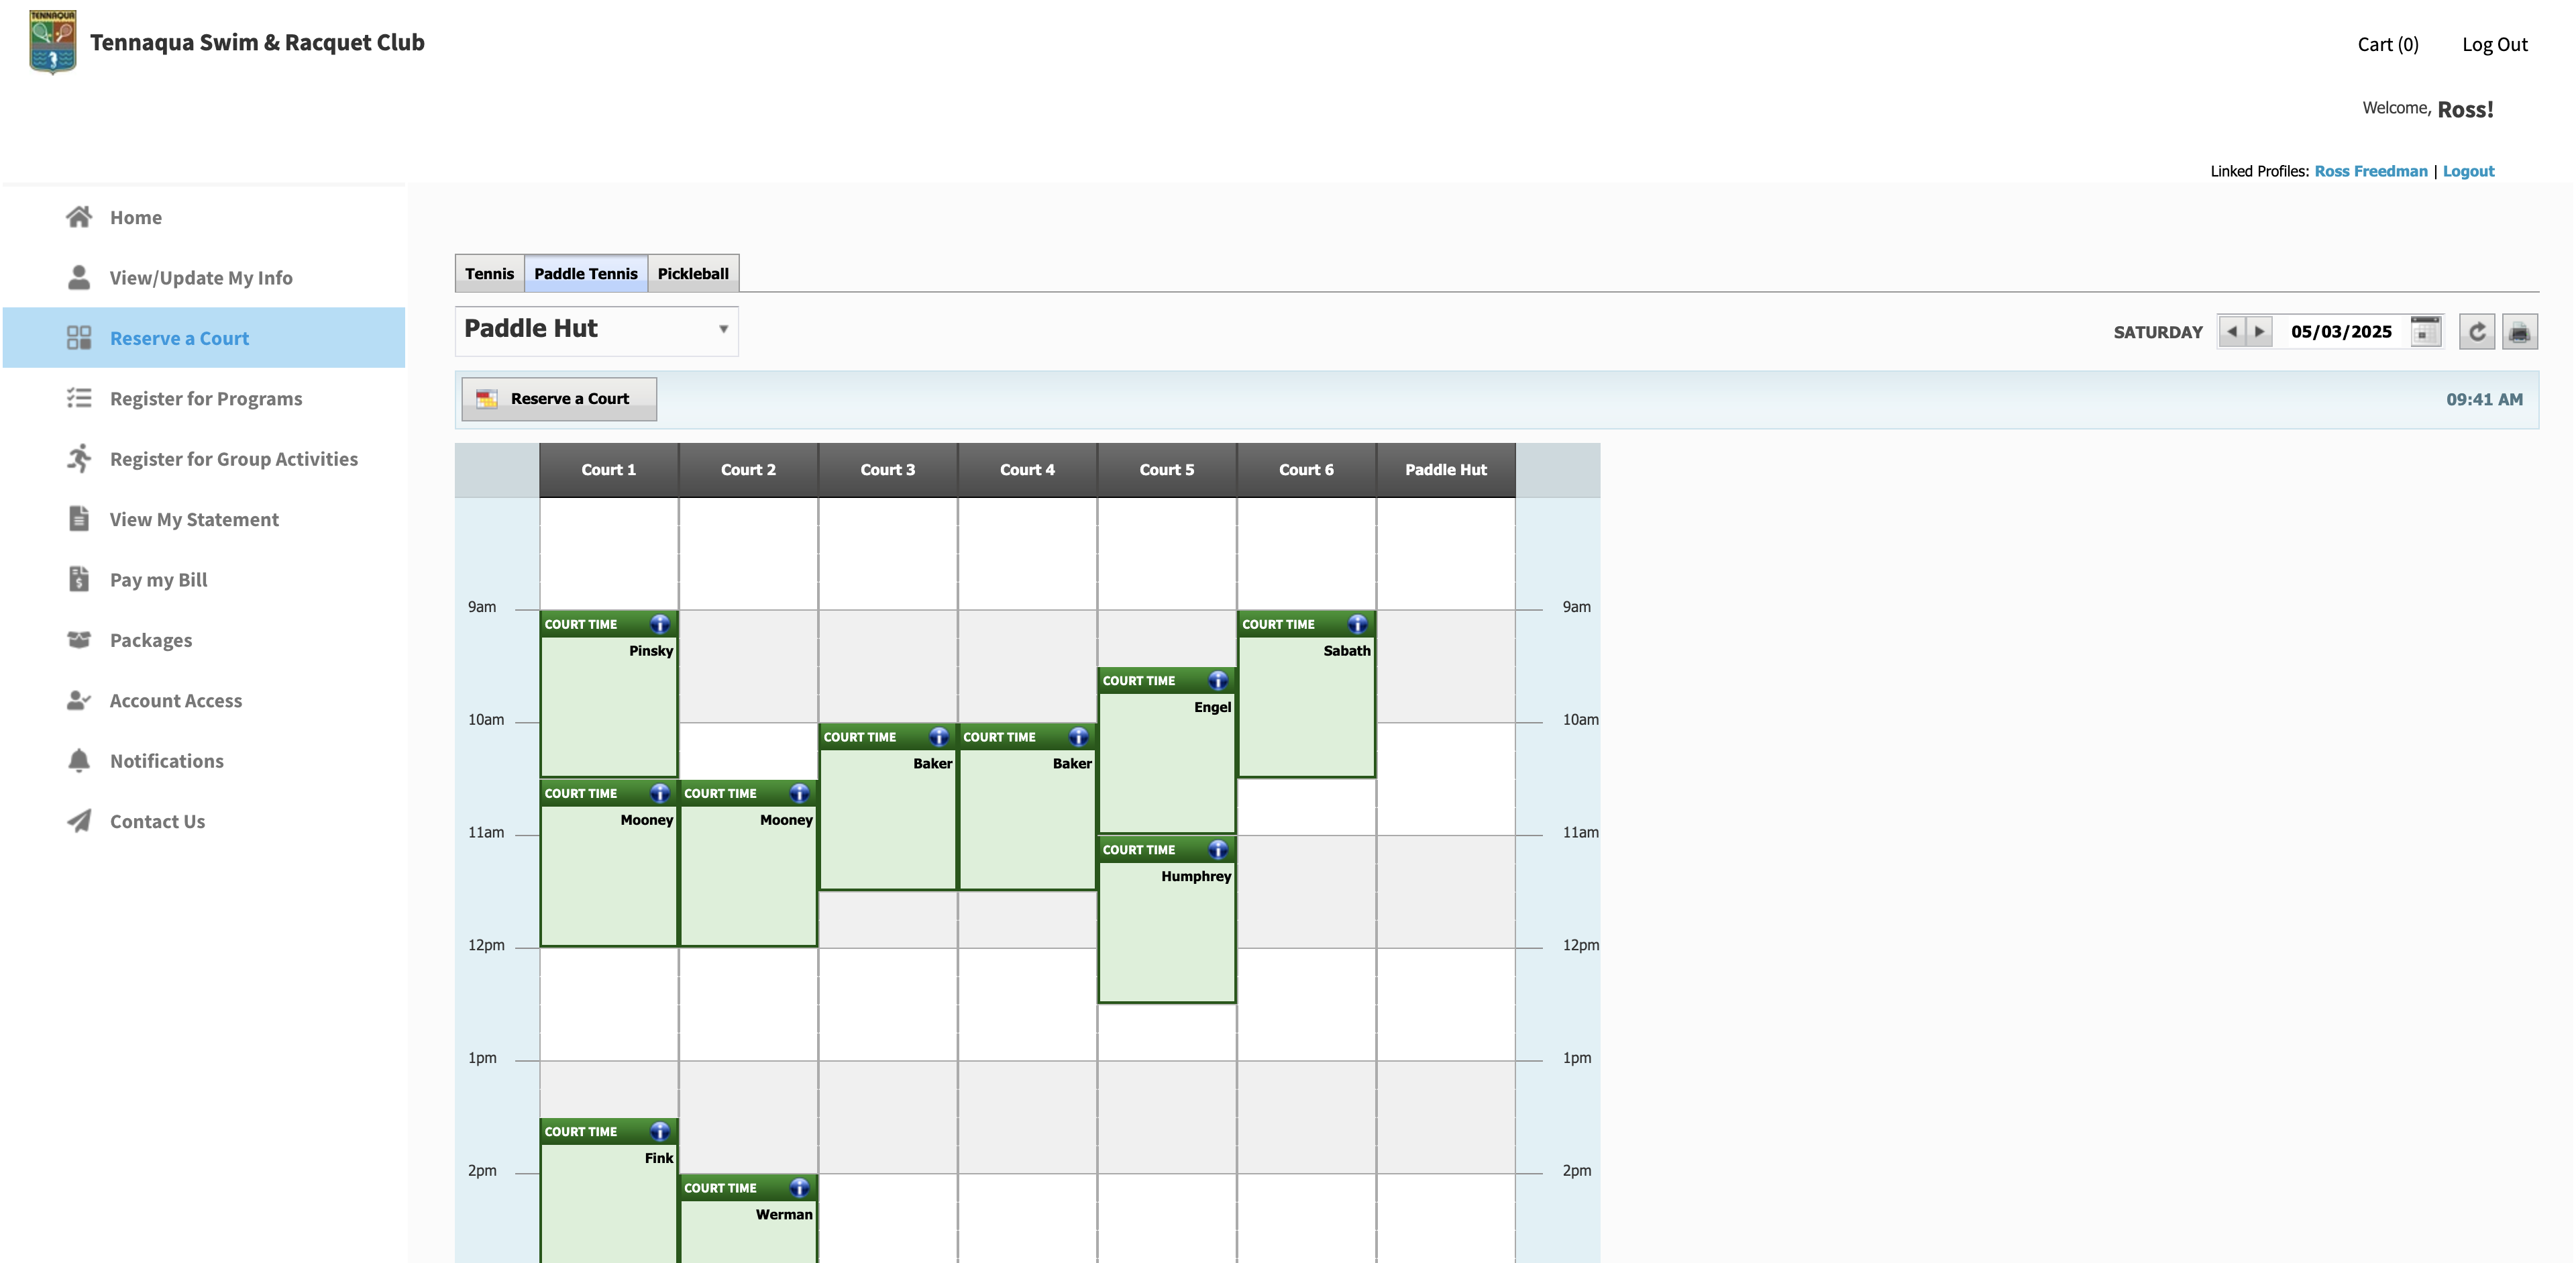 TENNAQUA
Tennaqua Swim & Racquet Club
Cart (0) Log Out
Welcome, Ross!
Linked Profiles: Ross Freedman | Logout
Home
View/Update My Info
Reserve a Court
Register for Programs
Register for Group Activities
View My Statement
Pay my Bill
Packages
Account Access
Notifications
Contact Us
Tennis Paddle Tennis Pickleball
Paddle Hut
SATURDAY 05/03/2025
Reserve a Court
09:41 AM
Court 1 Court 2 Court 3 Court 4 Court 5 Court 6 Paddle Hut
9am 9am
COURT TIME COURT TIME
Pinsky Sabath
COURT TIME
Engel
10am 10am
COURT TIME COURT TIME
Baker Baker
COURT TIME COURT TIME
Mooney Mooney
11am 11am
COURT TIME
Humphrey
12pm 12pm
1pm 1pm
COURT TIME
Fink
2pm 2pm
COURT TIME
Werman